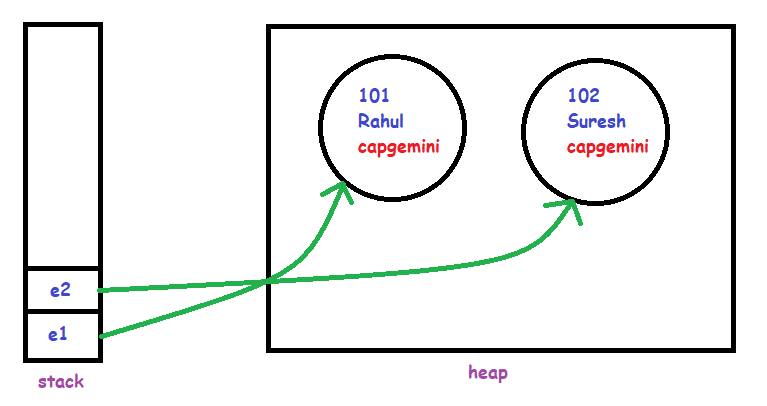 101
Rahul
capgemini
102
Suresh
capgemini
e2
e1
stack
heap